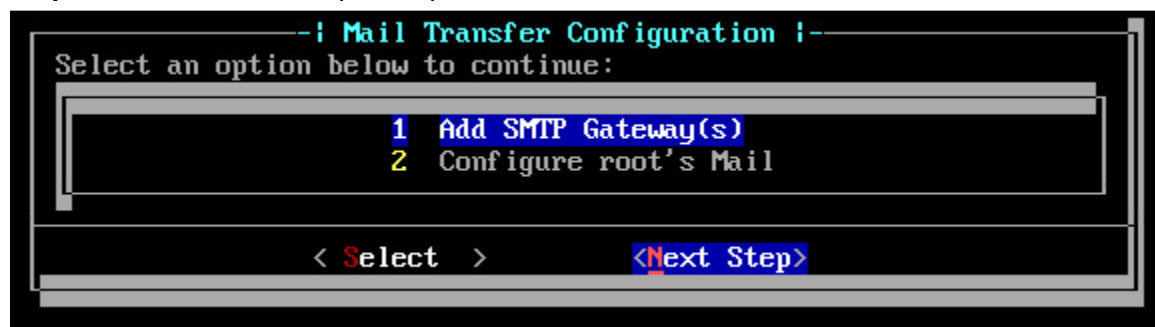 -| Mail Transfer Configuration |-
Select an option below to continue:
1 Add SMTP Gateway(s)
2 Configure root's Mail
< Select > <Next Step>